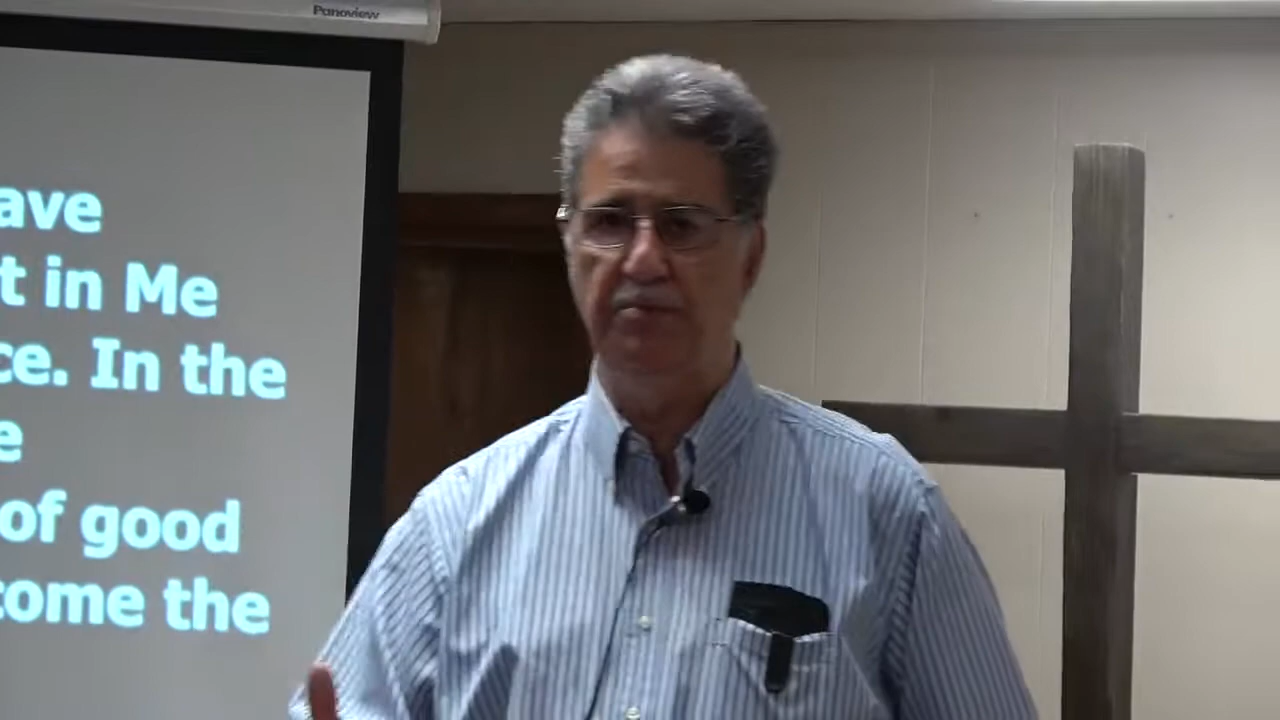 Panoview
ave
t in Me
ce. In the
e
of good
come the